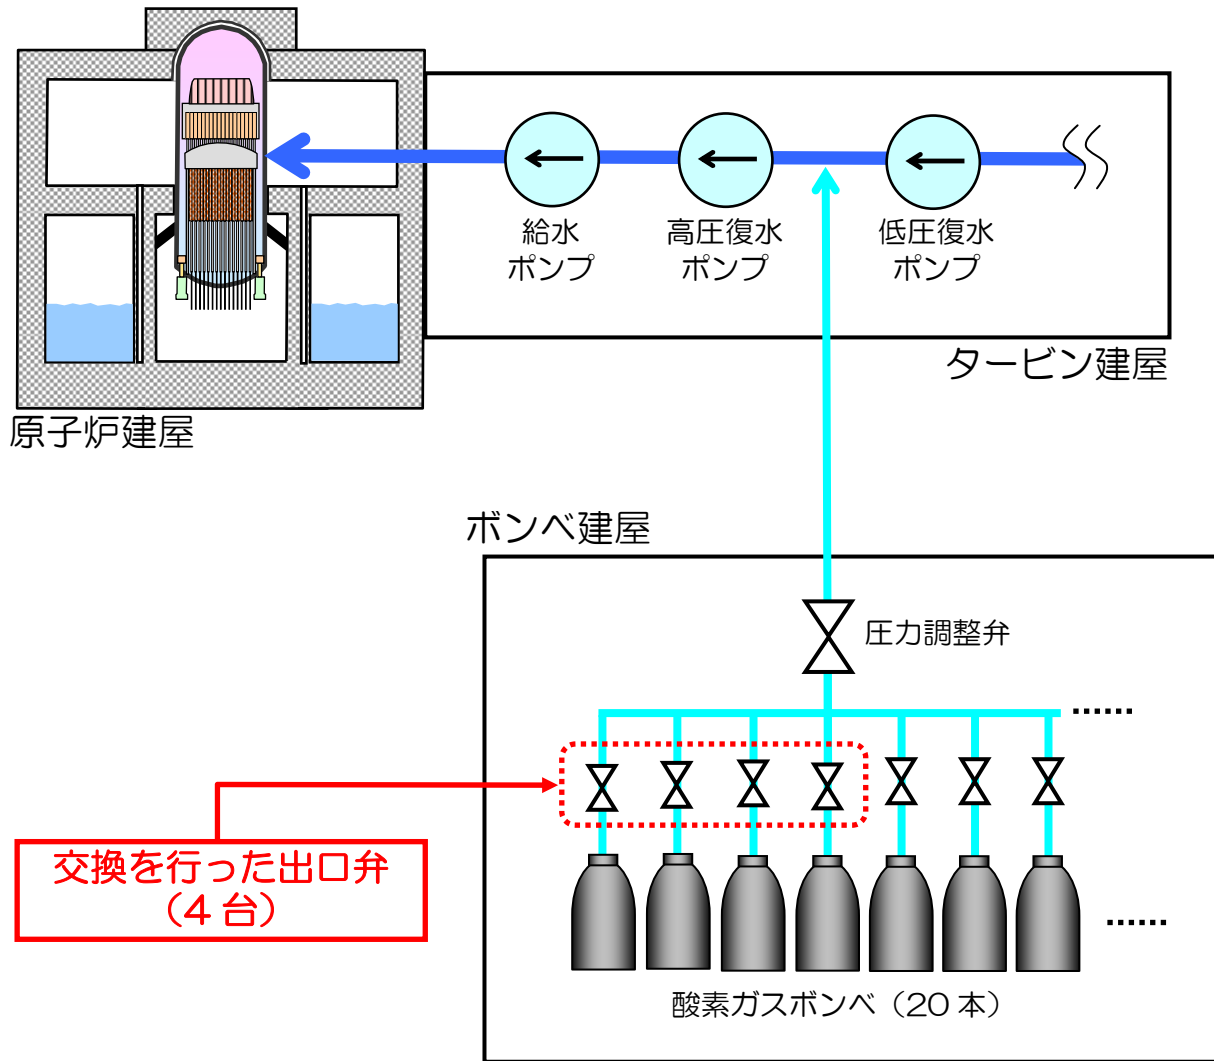 給水
ポンプ
高圧復水
ポンプ
低圧復水
ポンプ
タービン建屋
原子炉建屋
ボンベ建屋
圧力調整弁
交換を行った出口弁
（4 台）
酸素ガスボンベ（20 本）